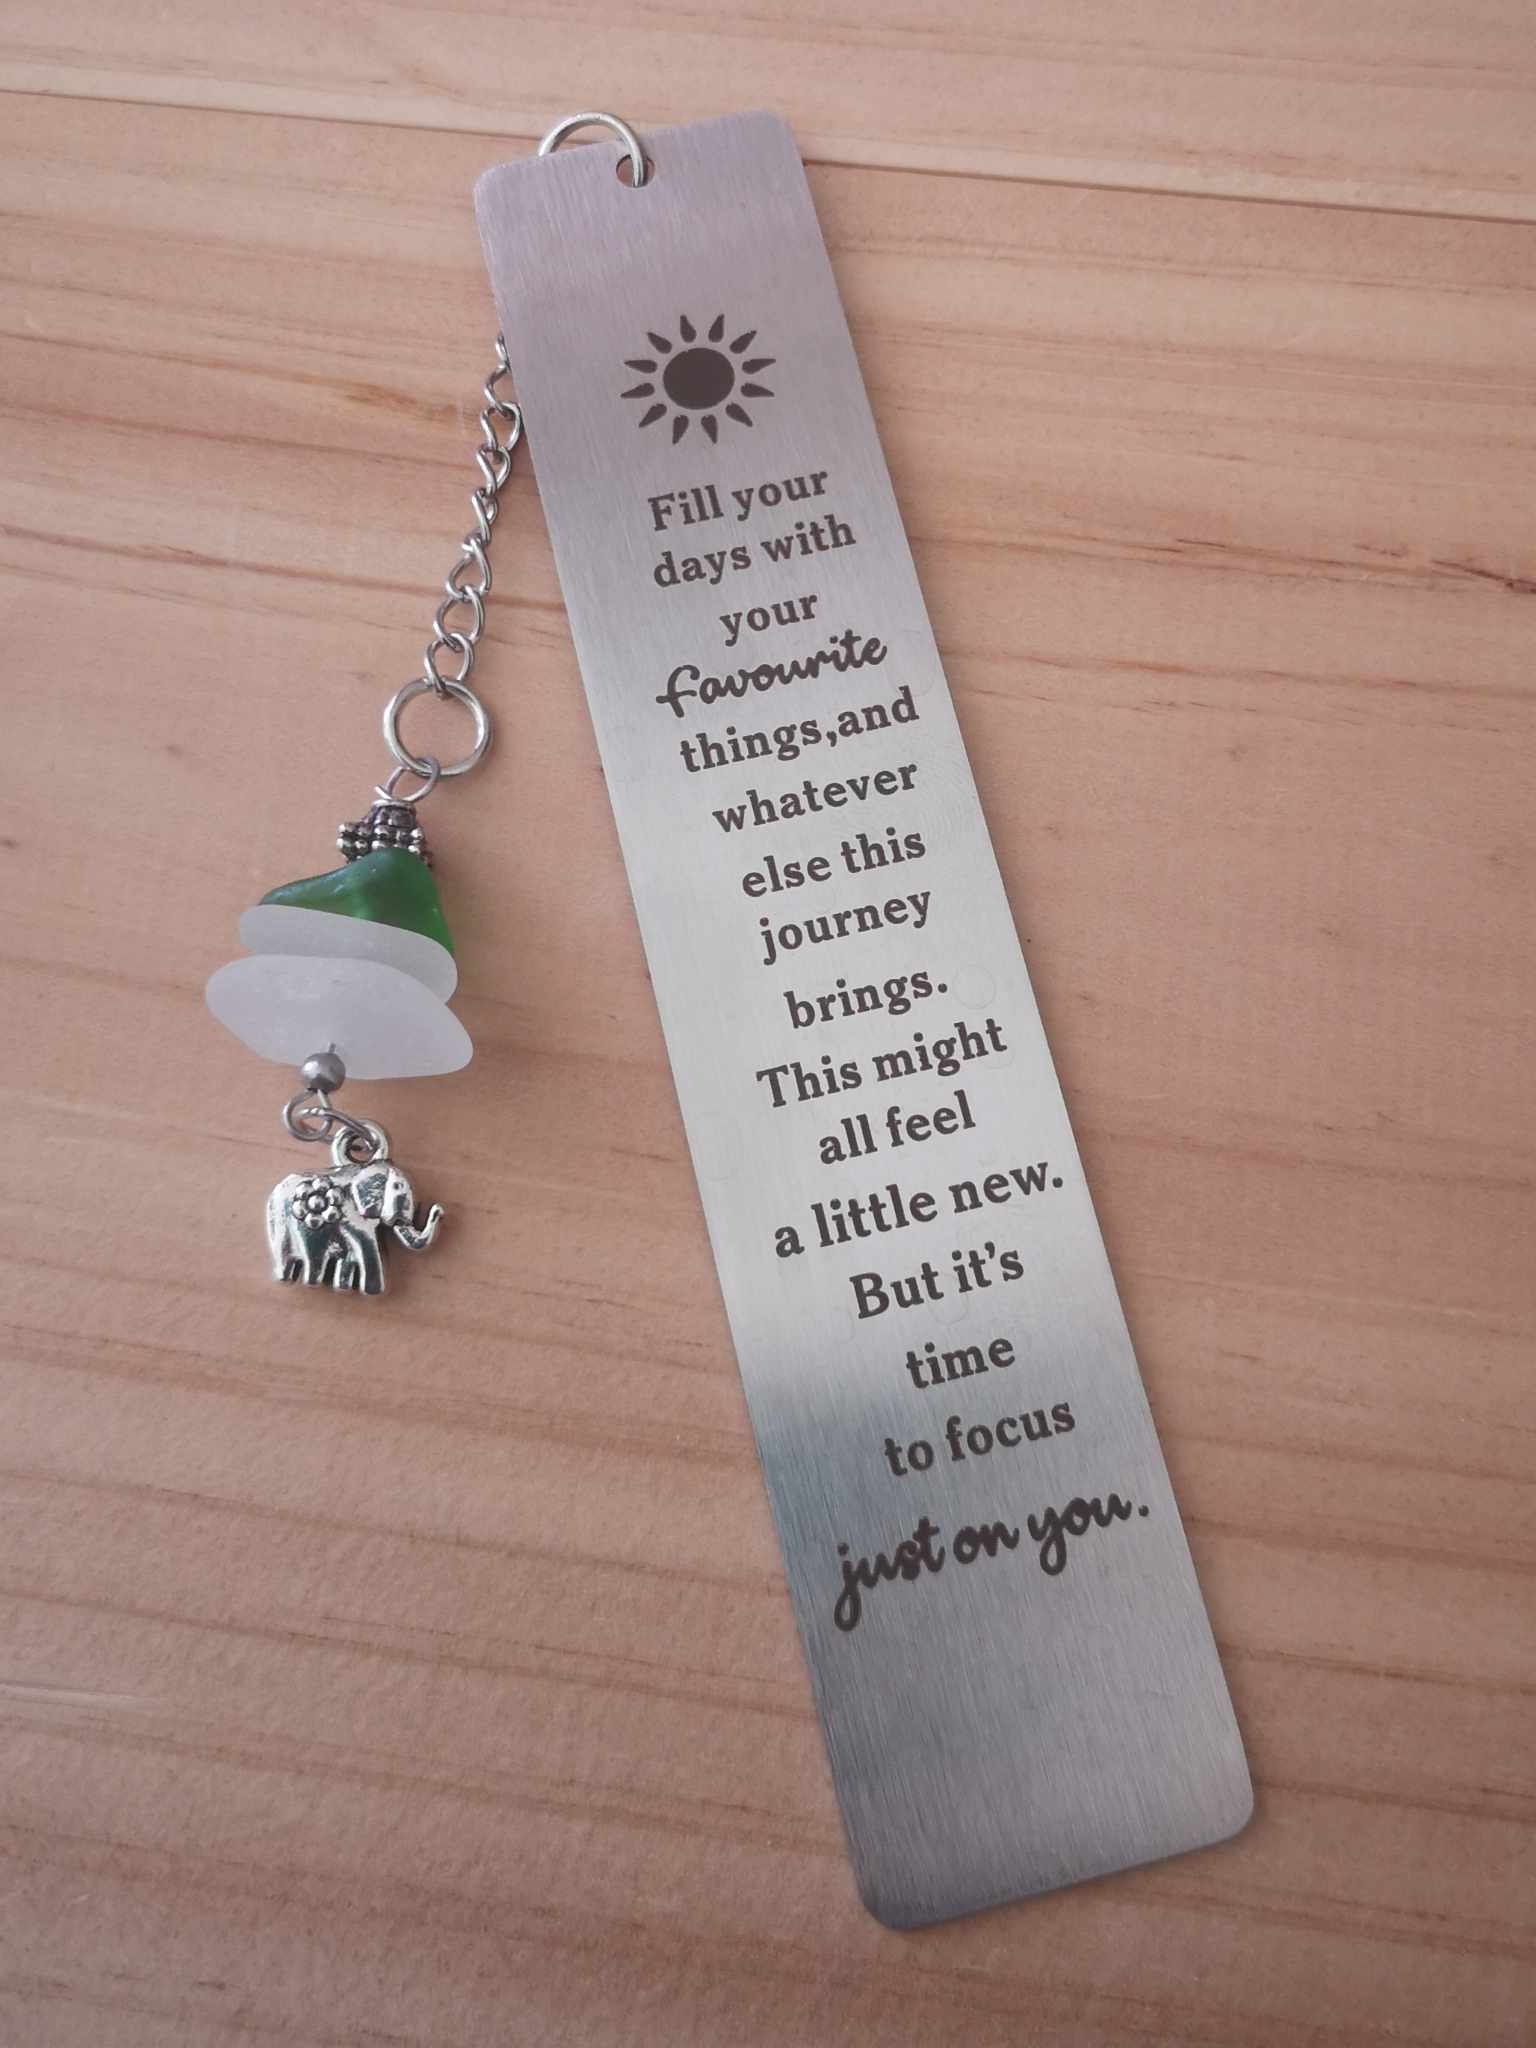 Fill your
days with
your
favourite
things,and
whatever
else this
journey
brings.
This might
all feel
a little new.
But it’s
time
to focus
just on you.